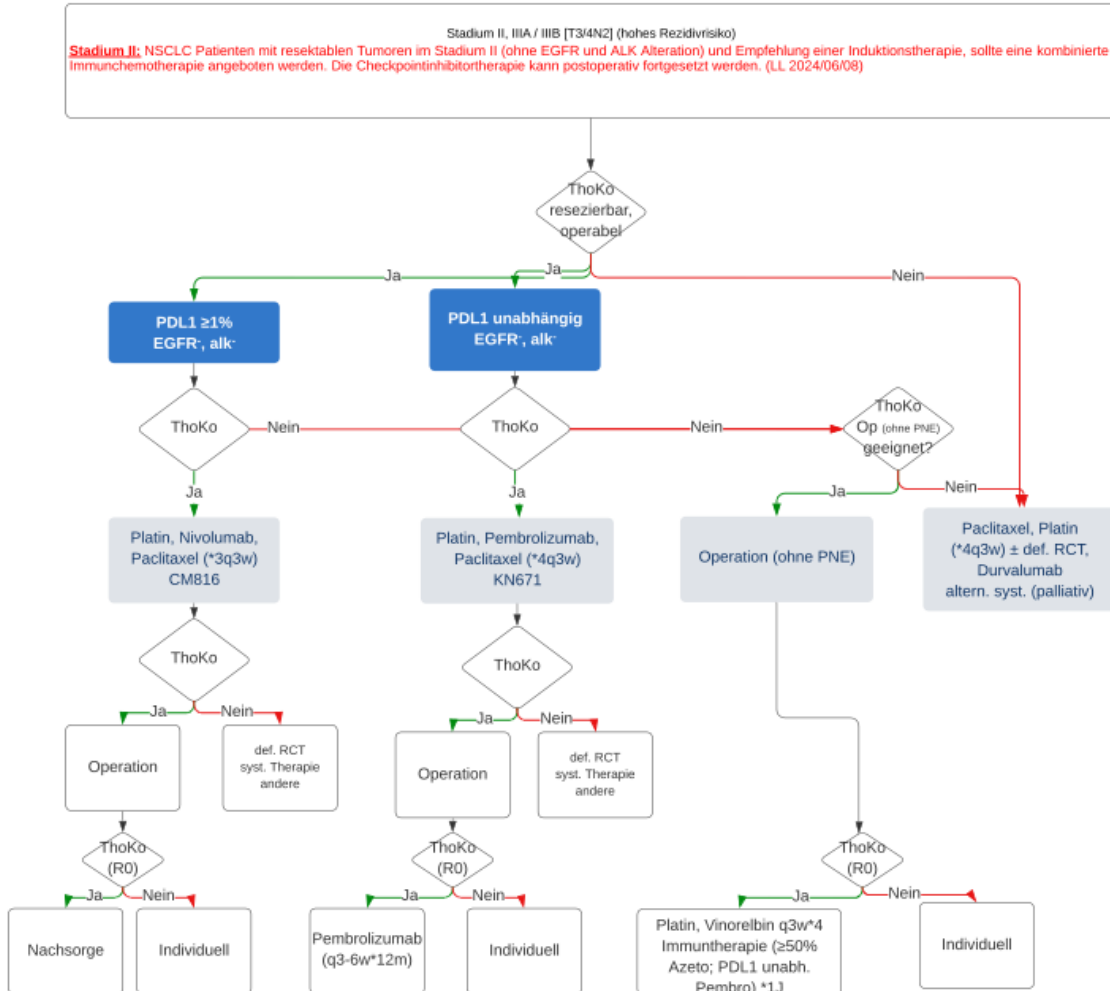 Stadium II, IIIA / IIIB [T3/4N2] (hohes Rezidivrisiko)
Stadium II: NSCLC Patienten mit resektablen Tumoren im Stadium II (ohne EGFR und ALK Alteration) und Empfehlung einer Induktionstherapie, sollte eine kombinierte
Immunchemotherapie angeboten werden. Die Checkpointinhibitortherapie kann postoperativ fortgesetzt werden. (LL 2024/06/08)
ThoKo
resezierbar,
operabel
Ja
Ja
Nein
PDL1 ≥1%
EGFR-, alk-
PDL1 unabhängig
EGFR-, alk-
ThoKo
Nein
ThoKo
Nein
ThoKo
Op (ohne PNE)
geeignet?
Ja
Ja
Ja
Nein
Platin, Nivolumab,
Paclitaxel (*3q3w)
CM816
Platin, Pembrolizumab,
Paclitaxel (*4q3w)
KN671
Operation (ohne PNE)
Paclitaxel, Platin
(*4q3w) ± def. RCT,
Durvalumab
altern. syst. (palliativ)
ThoKo
ThoKo
Ja
Nein
Ja
Nein
Operation
def. RCT
syst. Therapie
andere
Operation
def. RCT
syst. Therapie
andere
ThoKo
(R0)
ThoKo
(R0)
ThoKo
(R0)
Ja
Nein
Ja
Nein
Ja
Nein
Nachsorge
Individuell
Pembrolizumab
(q3-6w*12m)
Individuell
Platin, Vinorelbin q3w*4
Immuntherapie (≥50%
Azeto; PDL1 unabh.
Pembro) *1J
Individuell